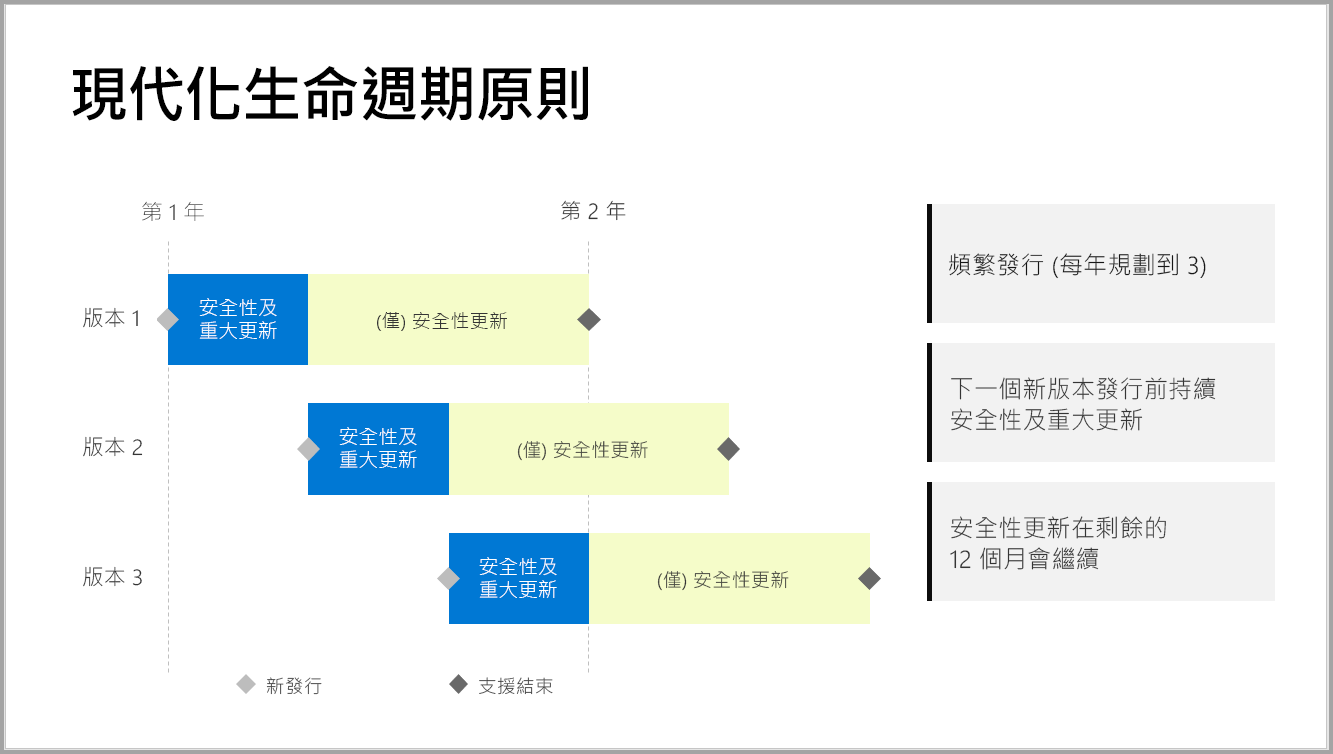 現代化生命週期原則
第 1 年
第 2 年
版本 1
安全性及
重大更新
(僅) 安全性更新
版本 2
安全性及
重大更新
(僅) 安全性更新
版本 3
安全性及
重大更新
(僅) 安全性更新
新發行
支援結束
頻繁發行 (每年規劃到 3)
下一個新版本發行前持續
安全性及重大更新
安全性更新在剩餘的
12 個月會繼續